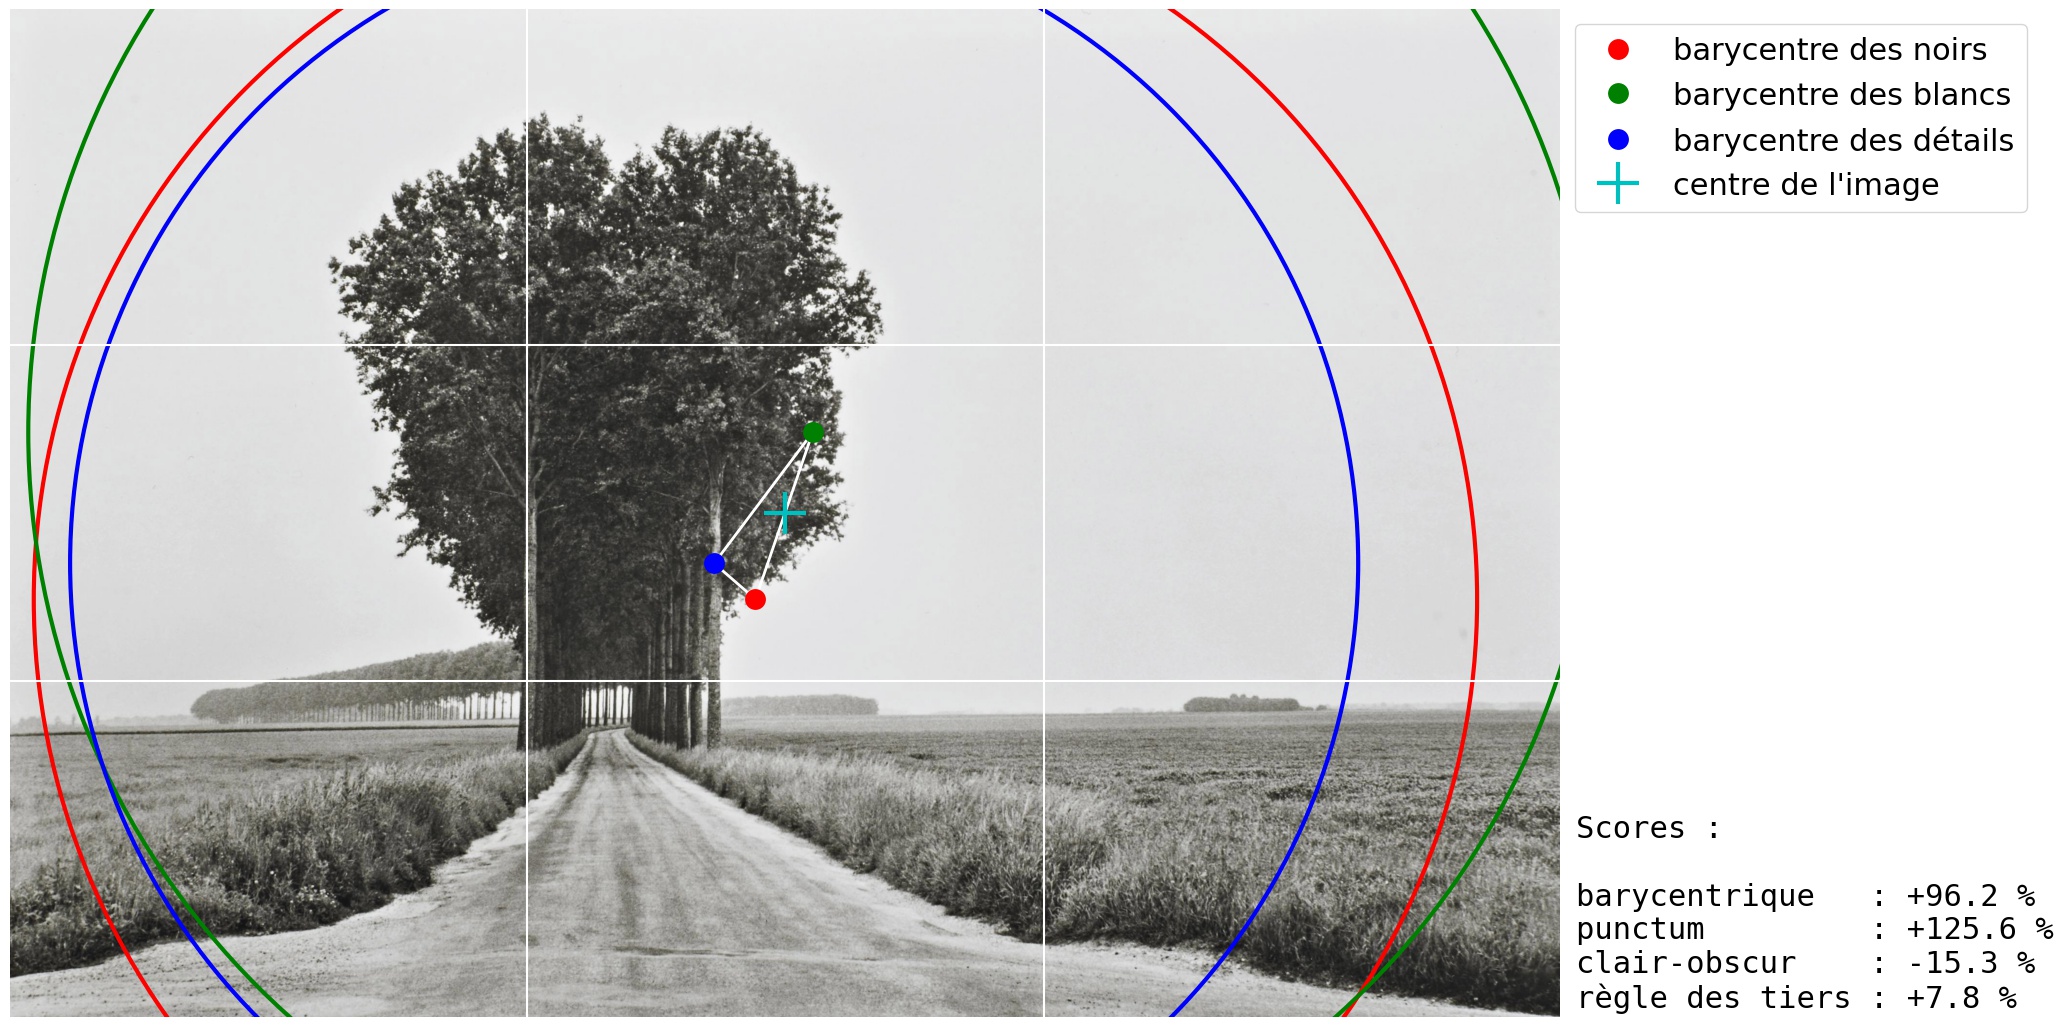 barycentre des noirs
barycentre des blancs
barycentre des détails
centre de l'image
Scores :
barycentrique : +96.2 %
punctum : +125.6 %
clair-obscur : -15.3 %
règle des tiers : +7.8 %